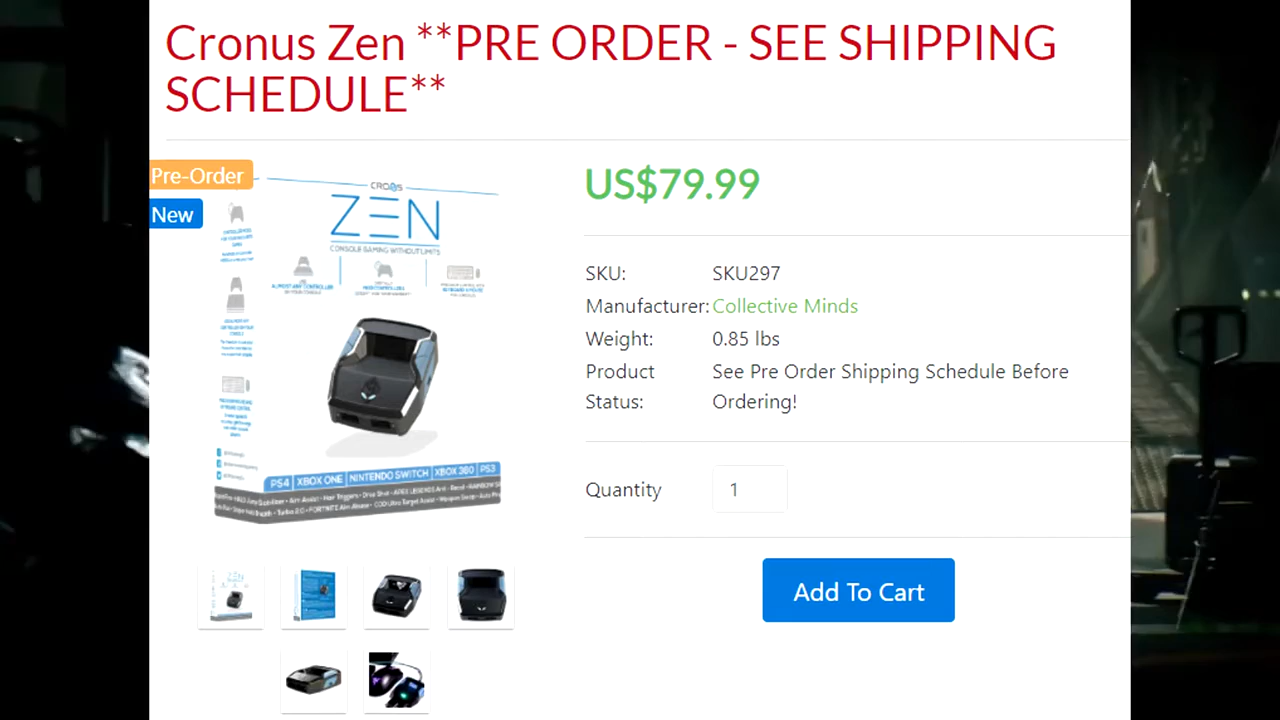 Cronus Zen **PRE ORDER - SEE SHIPPING
SCHEDULE**
Pre-Order
New
CRONUS
ZEN
CONSOLE GAMING WITHOUT LIMITS
PS4 XBOX ONE NINTENDO SWITCH XBOX 360 PS3
US$79.99
SKU: SKU297
Manufacturer: Collective Minds
Weight: 0.85 lbs
Product See Pre Order Shipping Schedule Before
Status: Ordering!
Quantity 1
Add To Cart